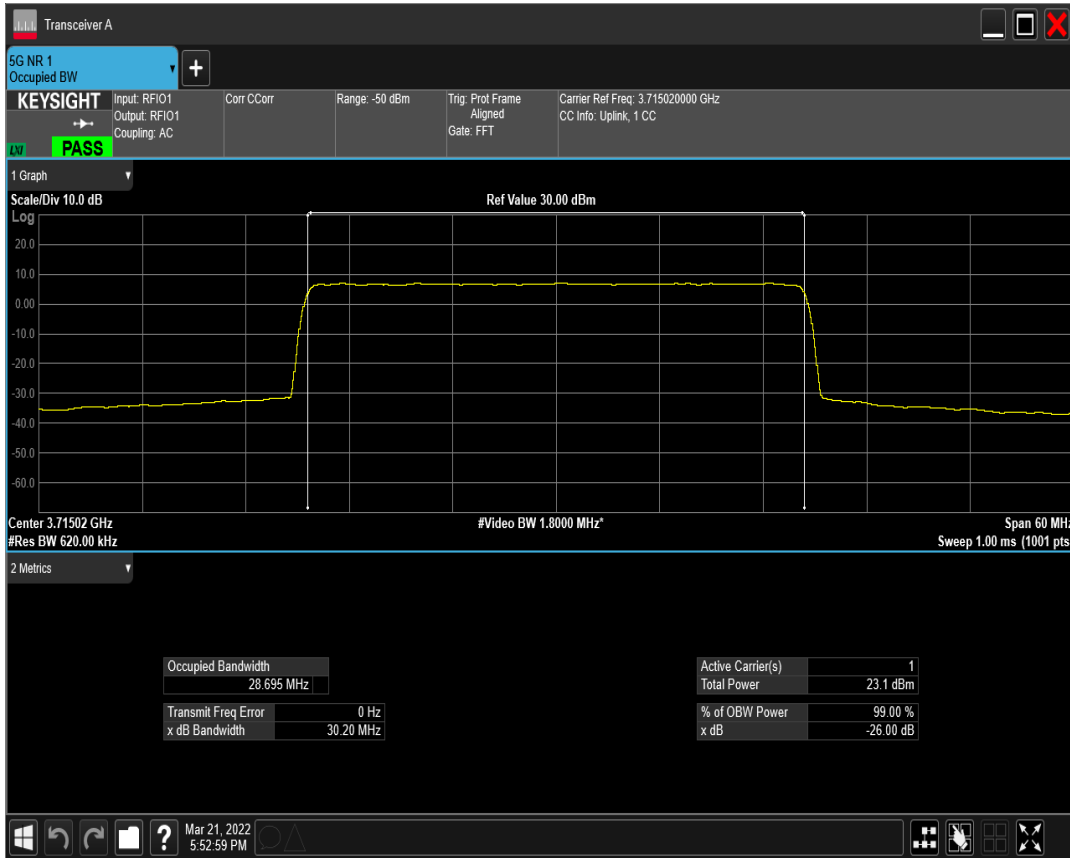 Transceiver A
5G NR 1
Occupied BW
KEYSIGHT
LXI
PASS
Input: RFIO1
Output: RFIO1
Coupling: AC
Corr CCorr
Range: -50 dBm
Trig: Prot Frame
Aligned
Gate: FFT
Carrier Ref Freq: 3.715020000 GHz
CC Info: Uplink, 1 CC
1 Graph
Scale/Div 10.0 dB
Ref Value 30.00 dBm
Log
20.0
10.0
0.00
-10.0
-20.0
-30.0
-40.0
-50.0
-60.0
Center 3.71502 GHz
#Video BW 1.8000 MHz*
Span 60 MHz
#Res BW 620.00 kHz
Sweep 1.00 ms (1001 pts
2 Metrics
Occupied Bandwidth
28.695 MHz
Transmit Freq Error 0 Hz
x dB Bandwidth 30.20 MHz
Active Carrier(s) 1
Total Power 23.1 dBm
% of OBW Power 99.00 %
x dB -26.00 dB
?
Mar 21, 2022
5:52:59 PM